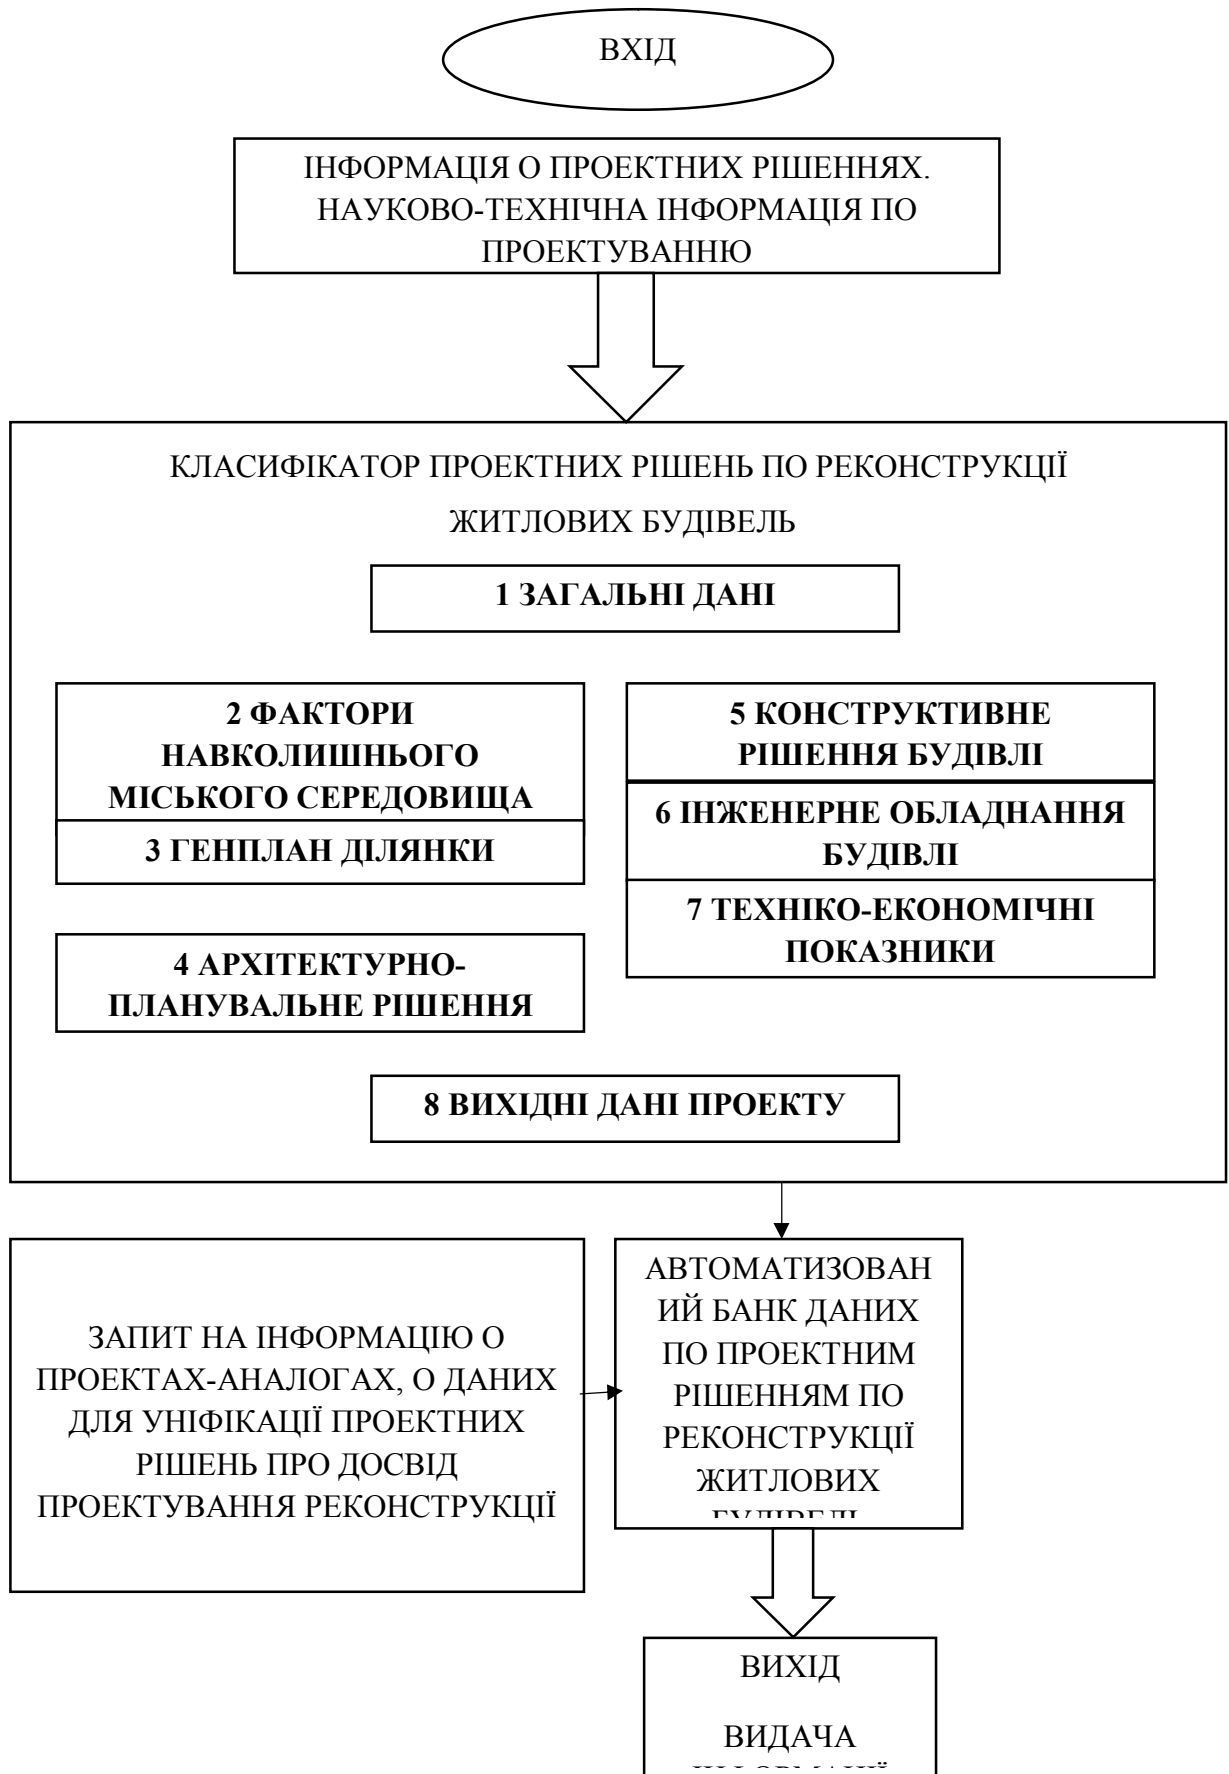 ВХІД
ІНФОРМАЦІЯ О ПРОЕКТНИХ РІШЕННЯХ.
НАУКОВО-ТЕХНІЧНА ІНФОРМАЦІЯ ПО
ПРОЕКТУВАННЮ
КЛАСИФІКАТОР ПРОЕКТНИХ РІШЕНЬ ПО РЕКОНСТРУКЦІЇ
ЖИТЛОВИХ БУДІВЕЛЬ
1 ЗАГАЛЬНІ ДАНІ
2 ФАКТОРИ
НАВКОЛИШНЬОГО
МІСЬКОГО СЕРЕДОВИЩА
3 ГЕНПЛАН ДІЛЯНКИ
4 АРХІТЕКТУРНО-
ПЛАНУВАЛЬНЕ РІШЕННЯ
5 КОНСТРУКТИВНЕ
РІШЕННЯ БУДІВЛІ
6 ІНЖЕНЕРНЕ ОБЛАДНАННЯ
БУДІВЛІ
7 ТЕХНІКО-ЕКОНОМІЧНІ
ПОКАЗНИКИ
8 ВИХІДНІ ДАНІ ПРОЕКТУ
ЗАПИТ НА ІНФОРМАЦІЮ О
ПРОЕКТАХ-АНАЛОГАХ, О ДАНИХ
ДЛЯ УНІФІКАЦІЇ ПРОЕКТНИХ
РІШЕНЬ ПРО ДОСВІД
ПРОЕКТУВАННЯ РЕКОНСТРУКЦІЇ
АВТОМАТИЗОВАН
ИЙ БАНК ДАНИХ
ПО ПРОЕКТНИМ
РІШЕННЯМ ПО
РЕКОНСТРУКЦІЇ
ЖИТЛОВИХ
БУДІВЕЛЬ
ВИХІД
ВИДАЧА